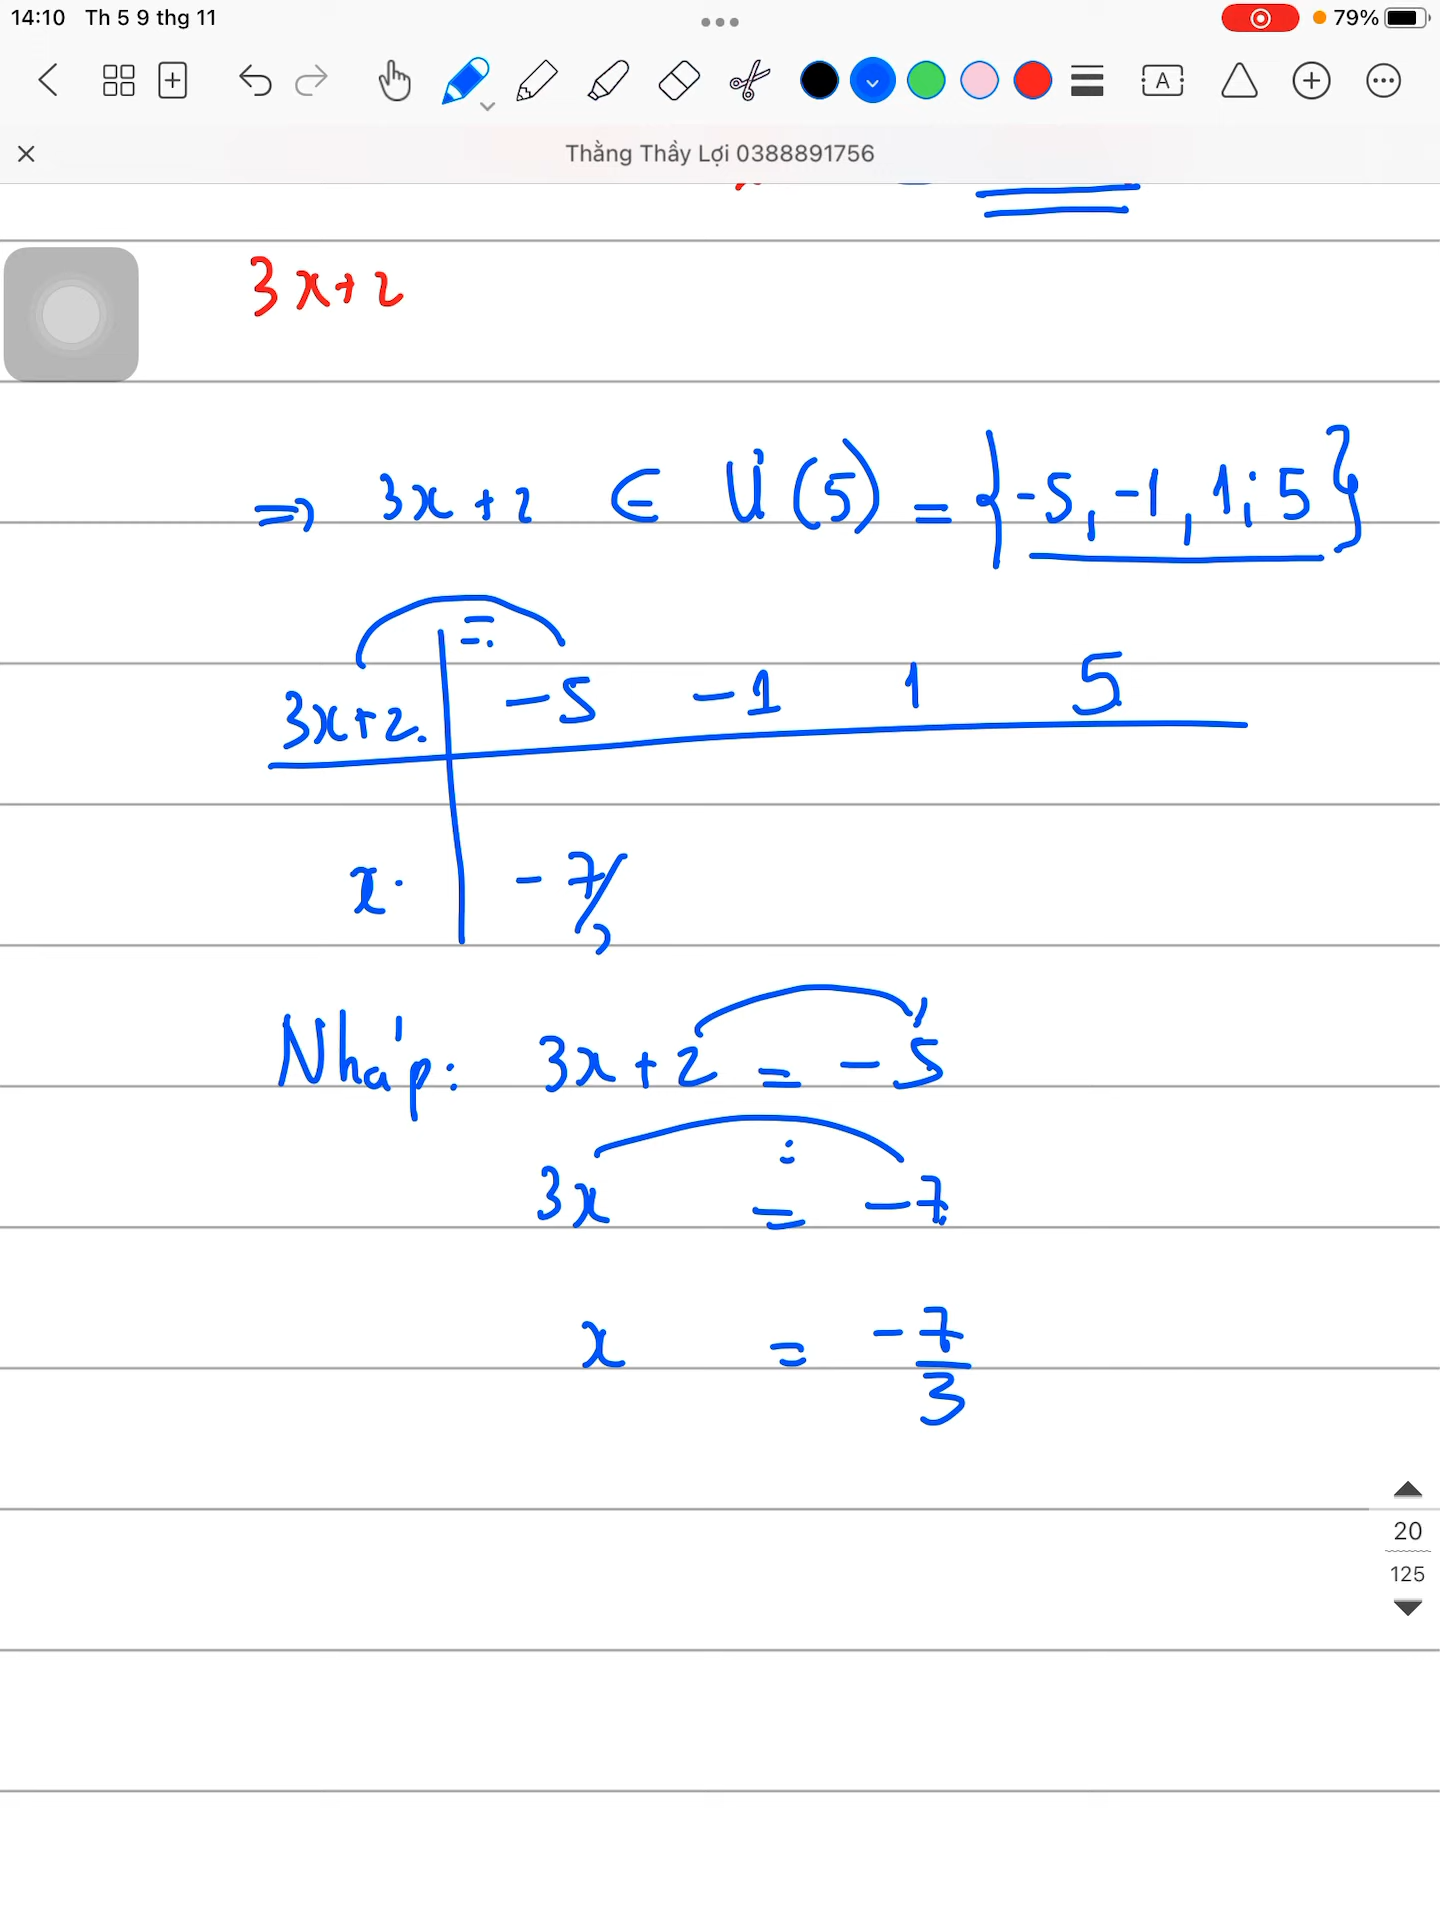 14:10 Th 5 9 thg 11 79%
A
Thằng Thầy Lợi 0388891756
3x+2
=> 3x+2 ∈ Ư(5) = {-5, -1, 1; 5}
=
3x+2 -5 -1 1 5
x -7/
Nháp: 3x+2 = -5
:
3x = -7
x = -7/3
20
125